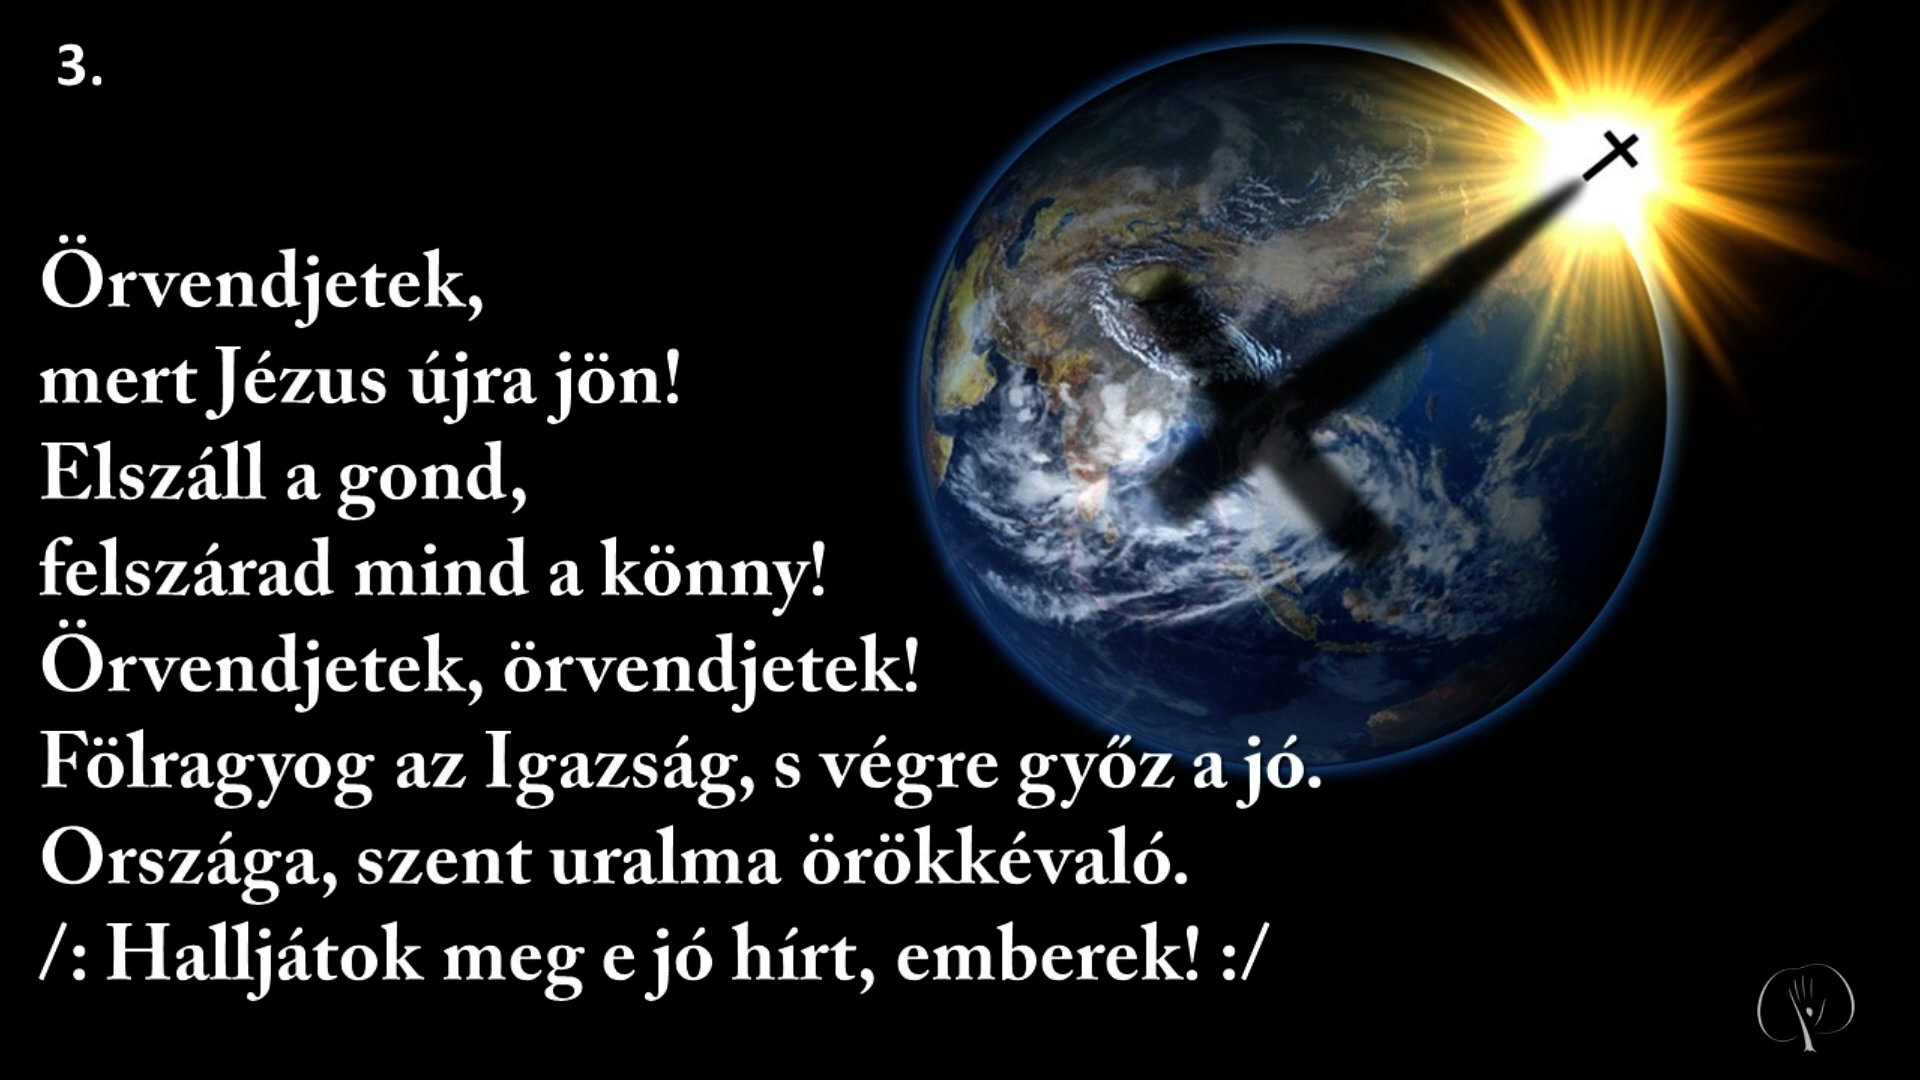 3.
Örvendjetek,
mert Jézus újra jön!
Elszáll a gond,
felszárad mind a könny!
Örvendjetek, örvendjetek!
Fölragyog az Igazság, s végre győz a jó.
Országa, szent uralma örökkévaló.
/: Halljátok meg e jó hírt, emberek! :/